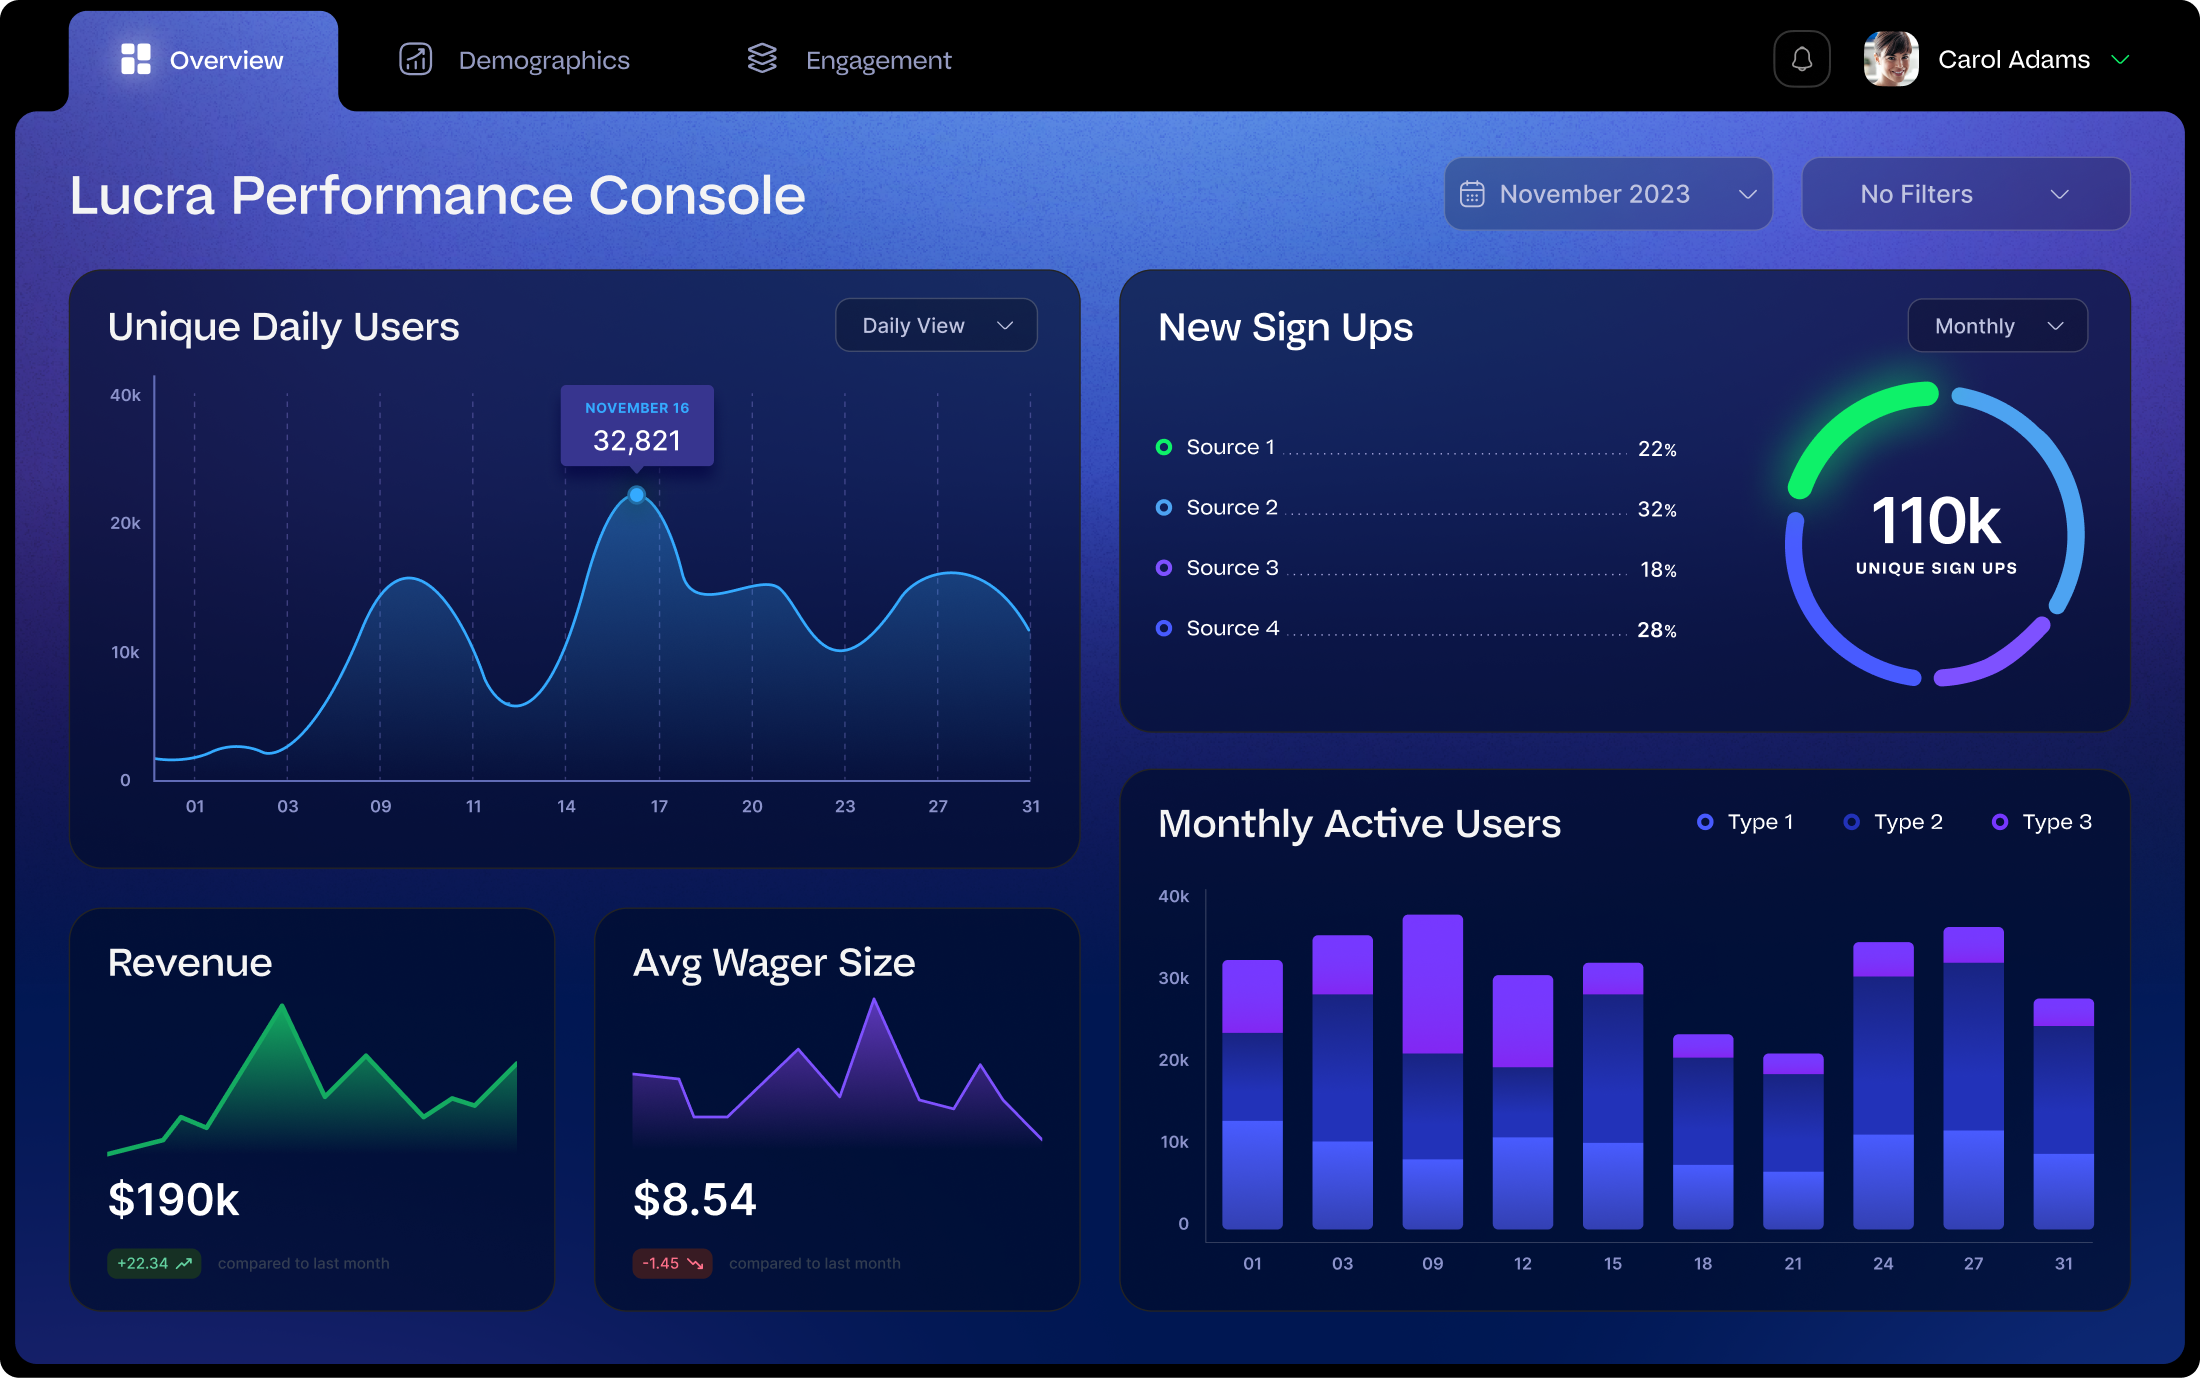 Overview
Demographics
Engagement
Carol Adams
Lucra Performance Console
November 2023
No Filters
Unique Daily Users
Daily View
40k
20k
10k
0
NOVEMBER 16
32,821
01 03 09 11 14 17 20 23 27 31
New Sign Ups
Monthly
Source 1 22%
Source 2 32%
Source 3 18%
Source 4 28%
110k
UNIQUE SIGN UPS
Revenue
$190k
+22.34 compared to last month
Avg Wager Size
$8.54
-1.45 compared to last month
Monthly Active Users
Type 1 Type 2 Type 3
40k
30k
20k
10k
0
01 03 09 12 15 18 21 24 27 31